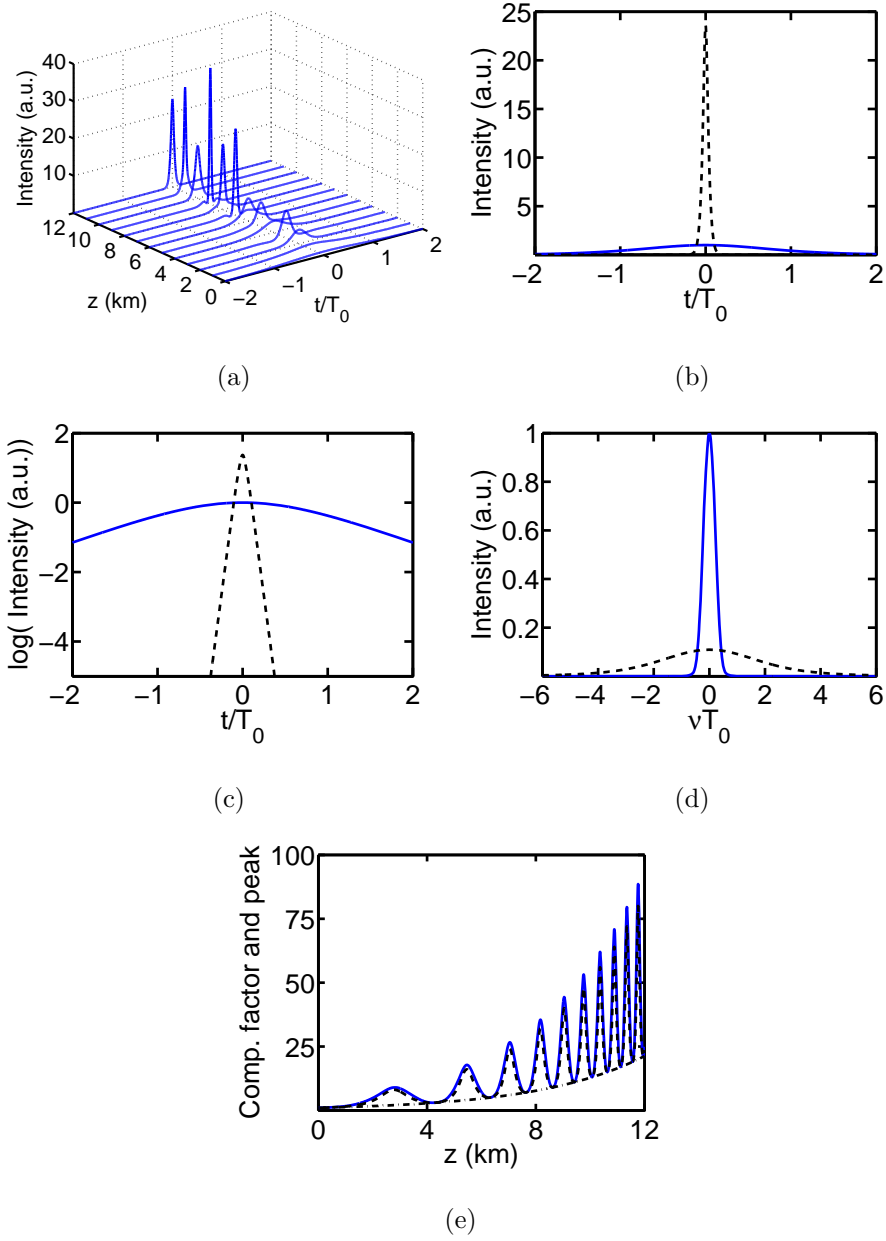 40
30
20
10
Intensity (a.u.)
12
10
8
6
4
2
0
z (km)
−2
−1
0
1
2
t/T0
(a)
25
20
15
10
5
Intensity (a.u.)
−2 −1 0 1 2
t/T0
(b)
2
0
−2
−4
log( Intensity (a.u.))
−2 −1 0 1 2
t/T0
(c)
1
0.8
0.6
0.4
0.2
Intensity (a.u.)
−6 −4 −2 0 2 4 6
νT0
(d)
100
75
50
25
Comp. factor and peak
0 4 8 12
z (km)
(e)